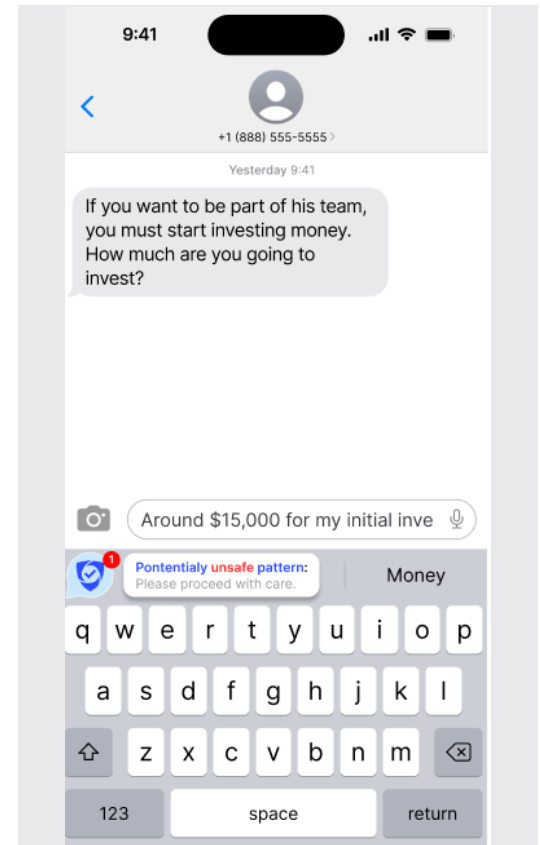 9:41
+1 (888) 555-5555 >
Yesterday 9:41
If you want to be part of his team,
you must start investing money.
How much are you going to
invest?
Around $15,000 for my initial inve
1
Pontentialy unsafe pattern:
Please proceed with care.
Money
q w e r t y u i o p
a s d f g h j k l
z x c v b n m
123 space return